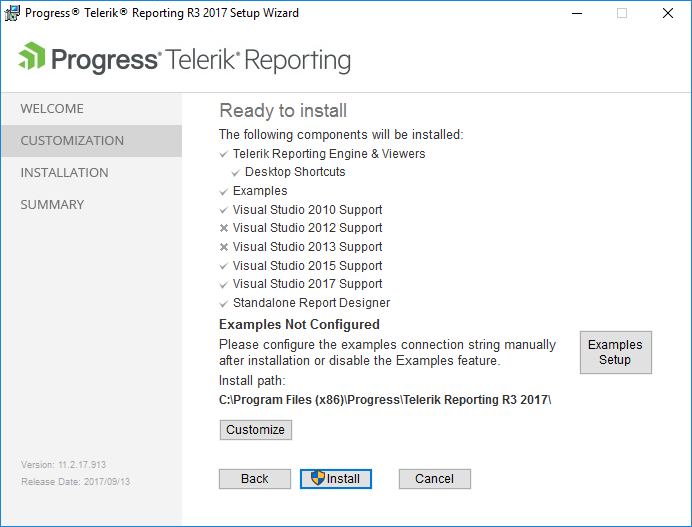 Progress® Telerik® Reporting R3 2017 Setup Wizard
Progress® Telerik® Reporting
WELCOME
CUSTOMIZATION
INSTALLATION
SUMMARY
Version: 11.2.17.913
Release Date: 2017/09/13
Ready to install
The following components will be installed:
Telerik Reporting Engine & Viewers
Desktop Shortcuts
Examples
Visual Studio 2010 Support
Visual Studio 2012 Support
Visual Studio 2013 Support
Visual Studio 2015 Support
Visual Studio 2017 Support
Standalone Report Designer
Examples Not Configured
Please configure the examples connection string manually
after installation or disable the Examples feature.
Examples
Setup
Install path:
C:\Program Files (x86)\Progress\Telerik Reporting R3 2017\
Customize
Back
Install
Cancel